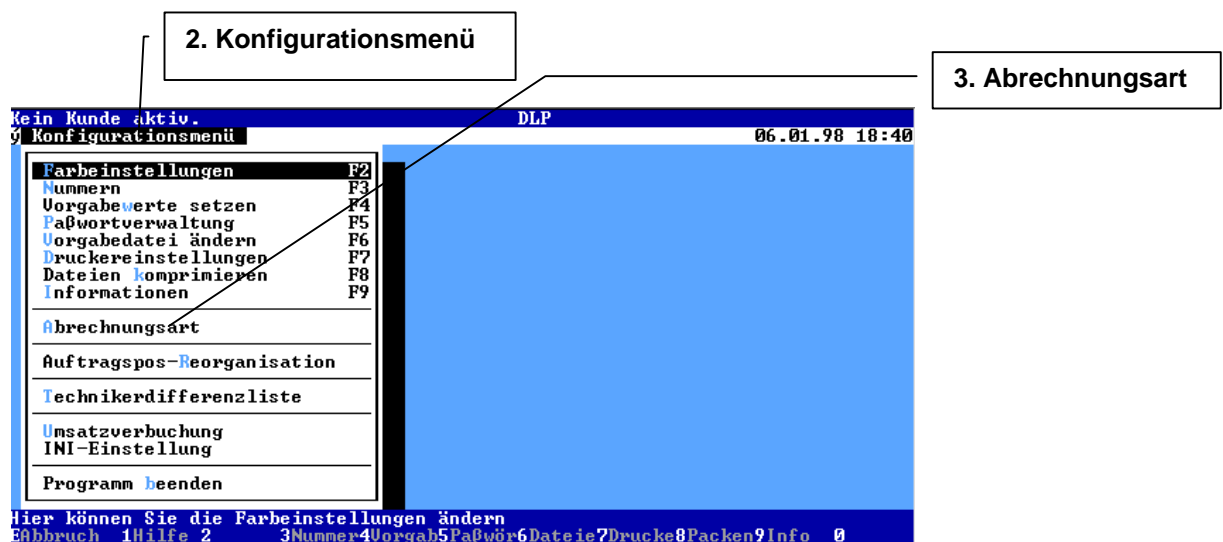 2. Konfigurationsmenü
3. Abrechnungsart
Kein Kunde aktiv. DLP
ÿ Konfigurationsmenü 06.01.98 18:40
Farbeinstellungen F2
Nummern F3
Vorgabewerte setzen F4
Paßwortverwaltung F5
Vorgabedatei ändern F6
Druckereinstellungen F7
Dateien komprimieren F8
Informationen F9
Abrechnungsart
Auftragspos-Reorganisation
Technikerdifferenzliste
Umsatzverbuchung
INI-Einstellung
Programm beenden
Hier können Sie die Farbeinstellungen ändern
EAbbruch 1Hilfe 2 3Nummer4Vorgab5Paßwör6Dateie7Drucke8Packen9Info 0